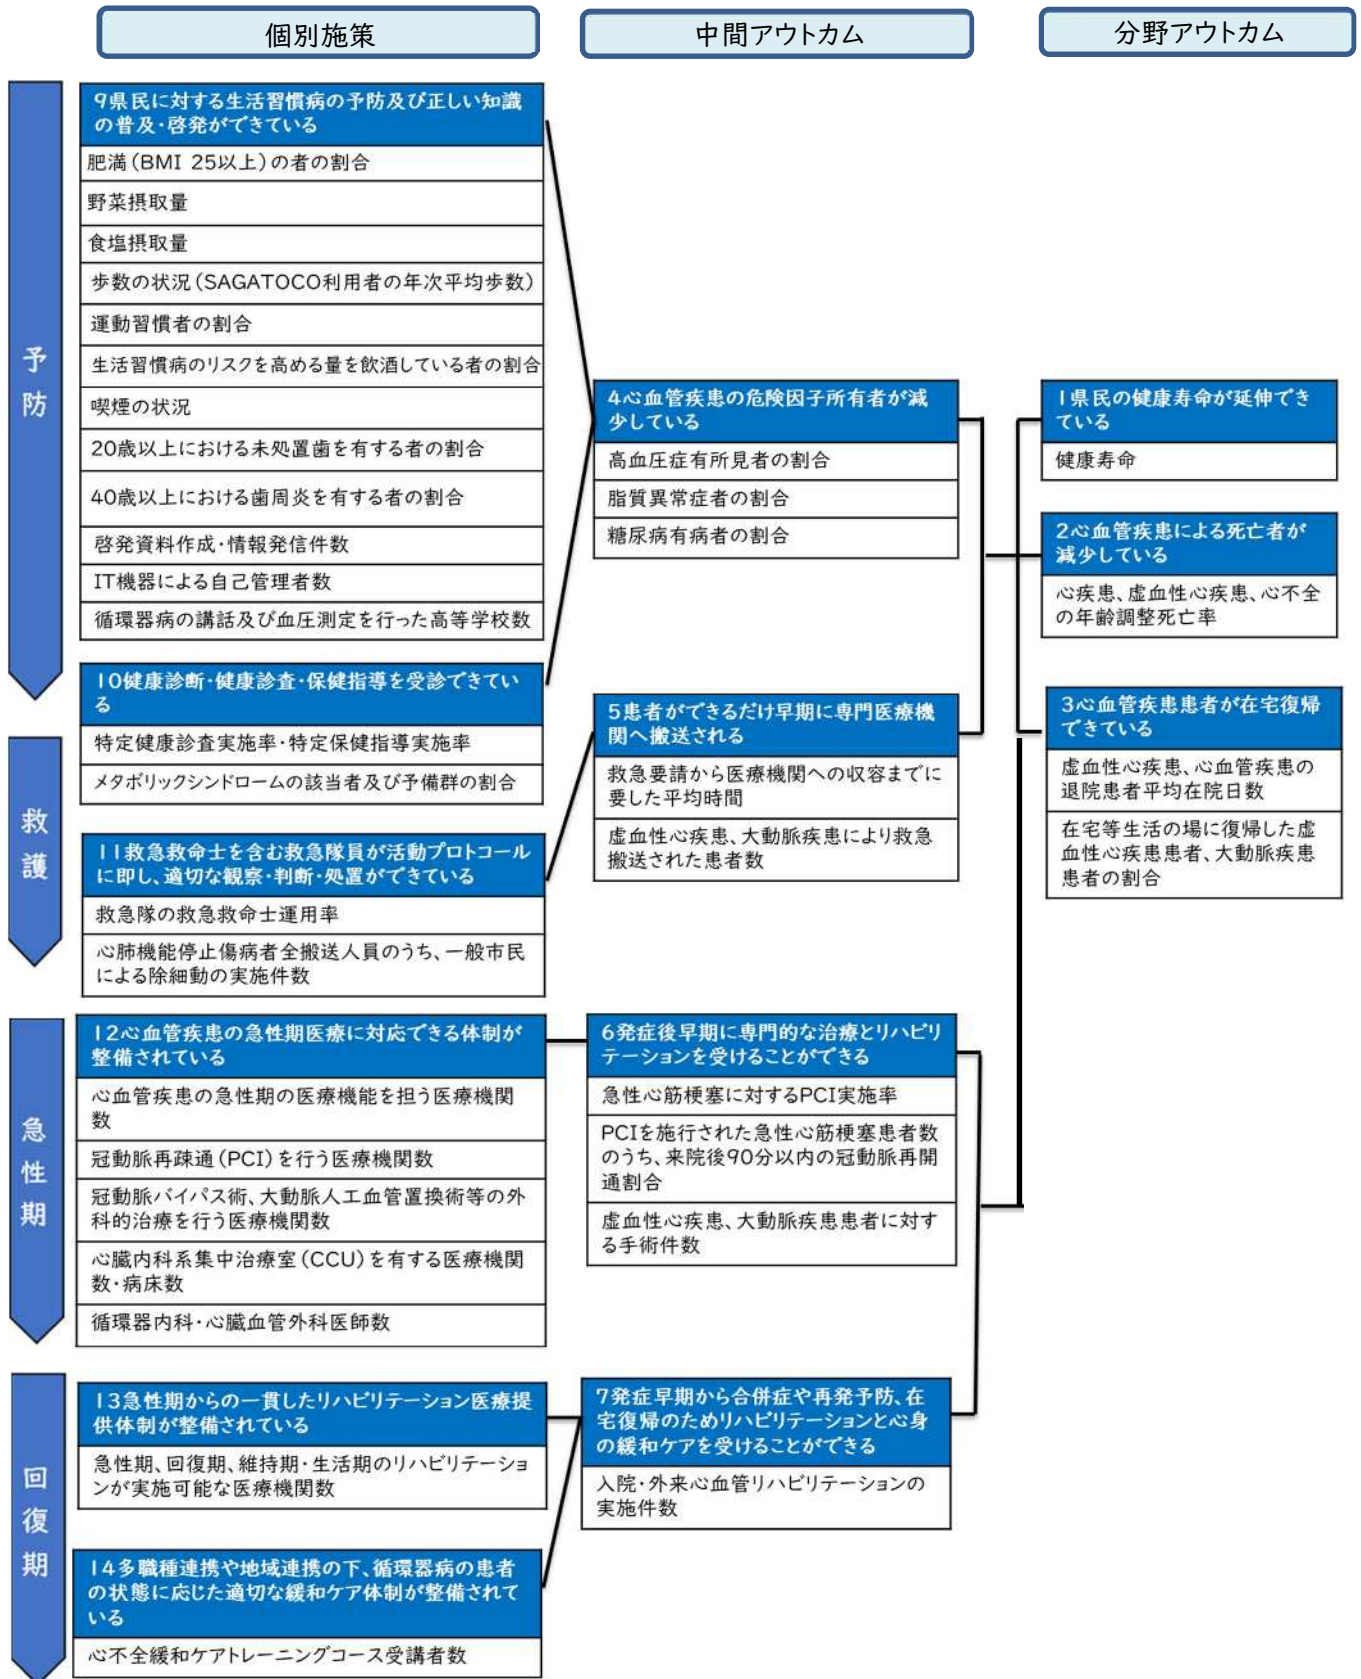 個別施策
中間アウトカム
分野アウトカム
予防
9県民に対する生活習慣病の予防及び正しい知識
の普及・啓発ができている
肥満(BMI 25以上)の者の割合
野菜摂取量
食塩摂取量
歩数の状況(SAGATOCO利用者の年次平均歩数)
運動習慣者の割合
生活習慣病のリスクを高める量を飲酒している者の割合
喫煙の状況
20歳以上における未処置歯を有する者の割合
40歳以上における歯周炎を有する者の割合
啓発資料作成・情報発信件数
IT機器による自己管理者数
循環器病の講話及び血圧測定を行った高等学校数
10健康診断・健康診査・保健指導を受診できてい
る
特定健康診査実施率・特定保健指導実施率
メタボリックシンドロームの該当者及び予備群の割合
救護
11救急救命士を含む救急隊員が活動プロトコール
に即し、適切な観察・判断・処置ができている
救急隊の救急救命士運用率
心肺機能停止傷病者全搬送人員のうち、一般市民
による除細動の実施件数
急性期
12心血管疾患の急性期医療に対応できる体制が
整備されている
心血管疾患の急性期の医療機能を担う医療機関
数
冠動脈再疎通(PCI)を行う医療機関数
冠動脈バイパス術、大動脈人工血管置換術等の外
科的治療を行う医療機関数
心臓内科系集中治療室(CCU)を有する医療機関
数・病床数
循環器内科・心臓血管外科医師数
回復期
13急性期からの一貫したリハビリテーション医療提
供体制が整備されている
急性期、回復期、維持期・生活期のリハビリテーショ
ンが実施可能な医療機関数
14多職種連携や地域連携の下、循環器病の患者
の状態に応じた適切な緩和ケア体制が整備されて
いる
心不全緩和ケアトレーニングコース受講者数
4心血管疾患の危険因子所有者が減
少している
高血圧症有所見者の割合
脂質異常症者の割合
糖尿病有病者の割合
5患者ができるだけ早期に専門医療機
関へ搬送される
救急要請から医療機関への収容までに
要した平均時間
虚血性心疾患、大動脈疾患により救急
搬送された患者数
6発症後早期に専門的な治療とリハビリ
テーションを受けることができる
急性心筋梗塞に対するPCI実施率
PCIを施行された急性心筋梗塞患者数
のうち、来院後90分以内の冠動脈再開
通割合
虚血性心疾患、大動脈疾患患者に対す
る手術件数
7発症早期から合併症や再発予防、在
宅復帰のためリハビリテーションと心身
の緩和ケアを受けることができる
入院・外来心血管リハビリテーションの
実施件数
1県民の健康寿命が延伸でき
ている
健康寿命
2心血管疾患による死亡者が
減少している
心疾患、虚血性心疾患、心不全
の年齢調整死亡率
3心血管疾患患者が在宅復帰
できている
虚血性心疾患、心血管疾患の
退院患者平均在院日数
在宅等生活の場に復帰した虚
血性心疾患患者、大動脈疾患
患者の割合